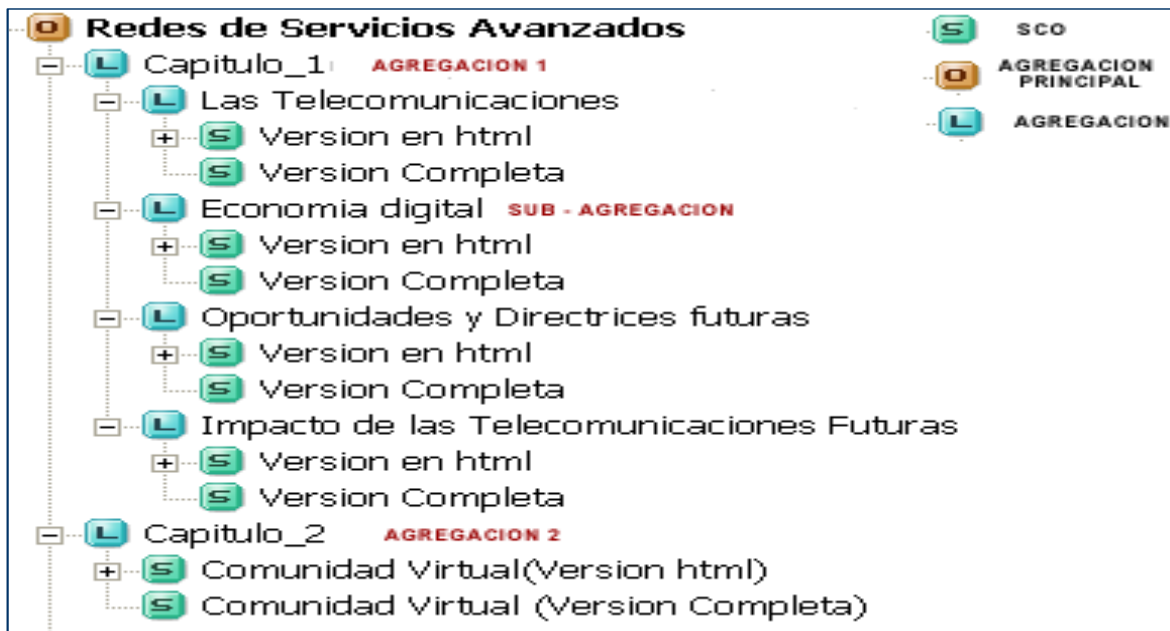 O Redes de Servicios Avanzados
S SCO
L Capitulo_1 AGREGACION 1
O AGREGACION PRINCIPAL
L Las Telecomunicaciones
L AGREGACION
S Version en html
S Version Completa
L Economia digital SUB - AGREGACION
S Version en html
S Version Completa
L Oportunidades y Directrices futuras
S Version en html
S Version Completa
L Impacto de las Telecomunicaciones Futuras
S Version en html
S Version Completa
L Capitulo_2 AGREGACION 2
S Comunidad Virtual(Version html)
S Comunidad Virtual (Version Completa)